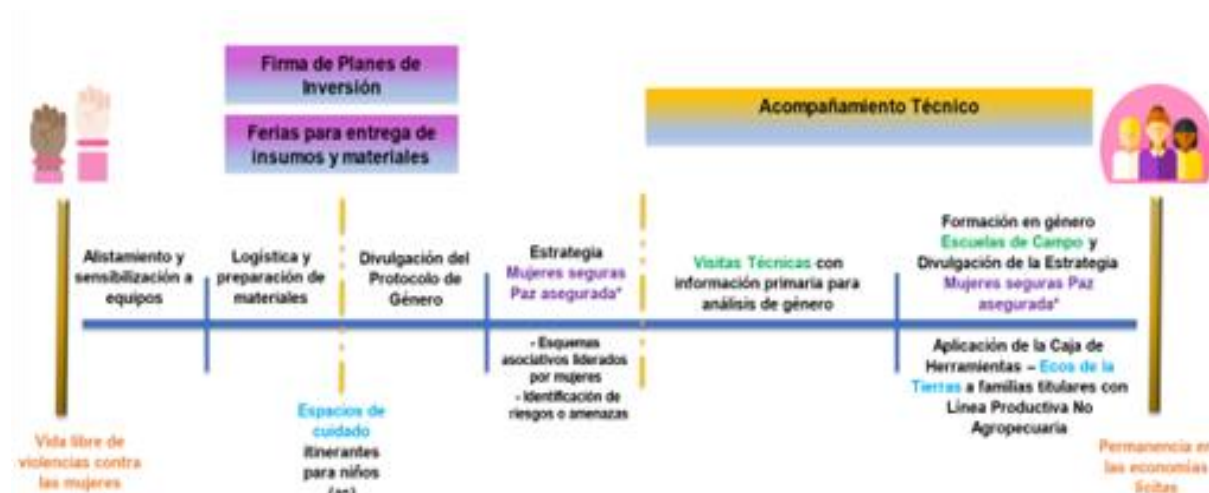 Firma de Planes de
Inversión
Ferias para entrega de
insumos y materiales
Acompañamiento Técnico
Alistamiento y
sensibilización a
equipos
Logística y
preparación de
materiales
Divulgación del
Protocolo de
Género
Estrategia
Mujeres seguras
Paz asegurada*
Visitas Técnicas con
información primaria para
análisis de género
Formación en género
Escuelas de Campo y
Divulgación de la Estrategia
Mujeres seguras Paz
asegurada*
- Esquemas
asociativos liderados
por mujeres
- Identificación de
riesgos o amenazas
Aplicación de la Caja de
Herramientas – Ecos de la
Tierras a familias titulares con
Línea Productiva No
Agropecuaria
Espacios de
cuidado
itinerantes
para niños
(as)
Vida libre de
violencias contra
las mujeres
Permanencia en
las economías
lícitas